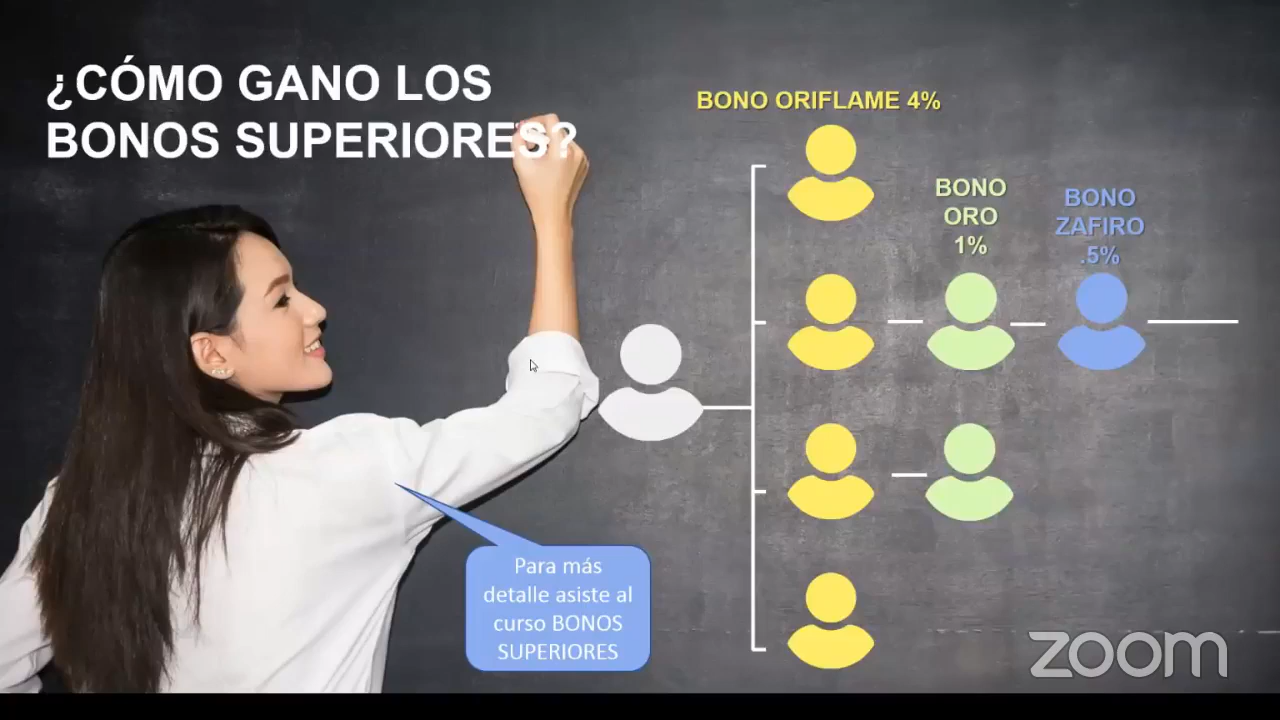 ¿CÓMO GANO LOS
BONOS SUPERIORES?
BONO ORIFLAME 4%
BONO
ORO
1%
BONO
ZAFIRO
.5%
Para más
detalle asiste al
curso BONOS
SUPERIORES
zoom